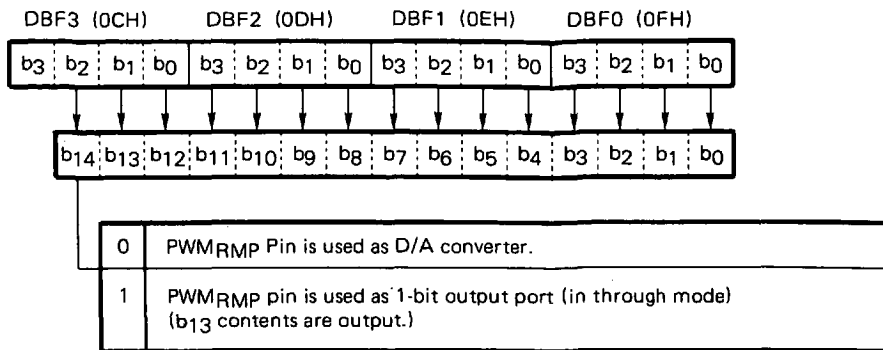 DBF3 (0CH) DBF2 (0DH) DBF1 (0EH) DBF0 (0FH)
b3 b2 b1 b0 b3 b2 b1 b0 b3 b2 b1 b0 b3 b2 b1 b0
b14 b13 b12 b11 b10 b9 b8 b7 b6 b5 b4 b3 b2 b1 b0
0 PWMRMP Pin is used as D/A converter.
1 PWMRMP pin is used as 1-bit output port (in through mode)
(b13 contents are output.)